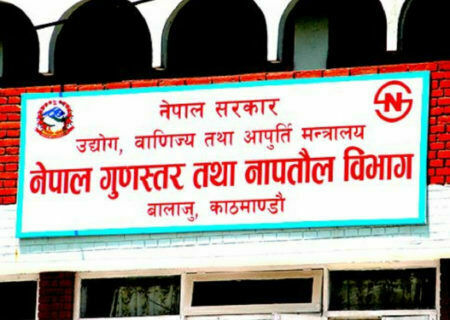 नेपाल सरकार
उद्योग, वाणिज्य तथा आपुर्ति मन्त्रालय
नेपाल गुणस्तर तथा नापतौल विभाग
बालाजु, काठमाण्डौ